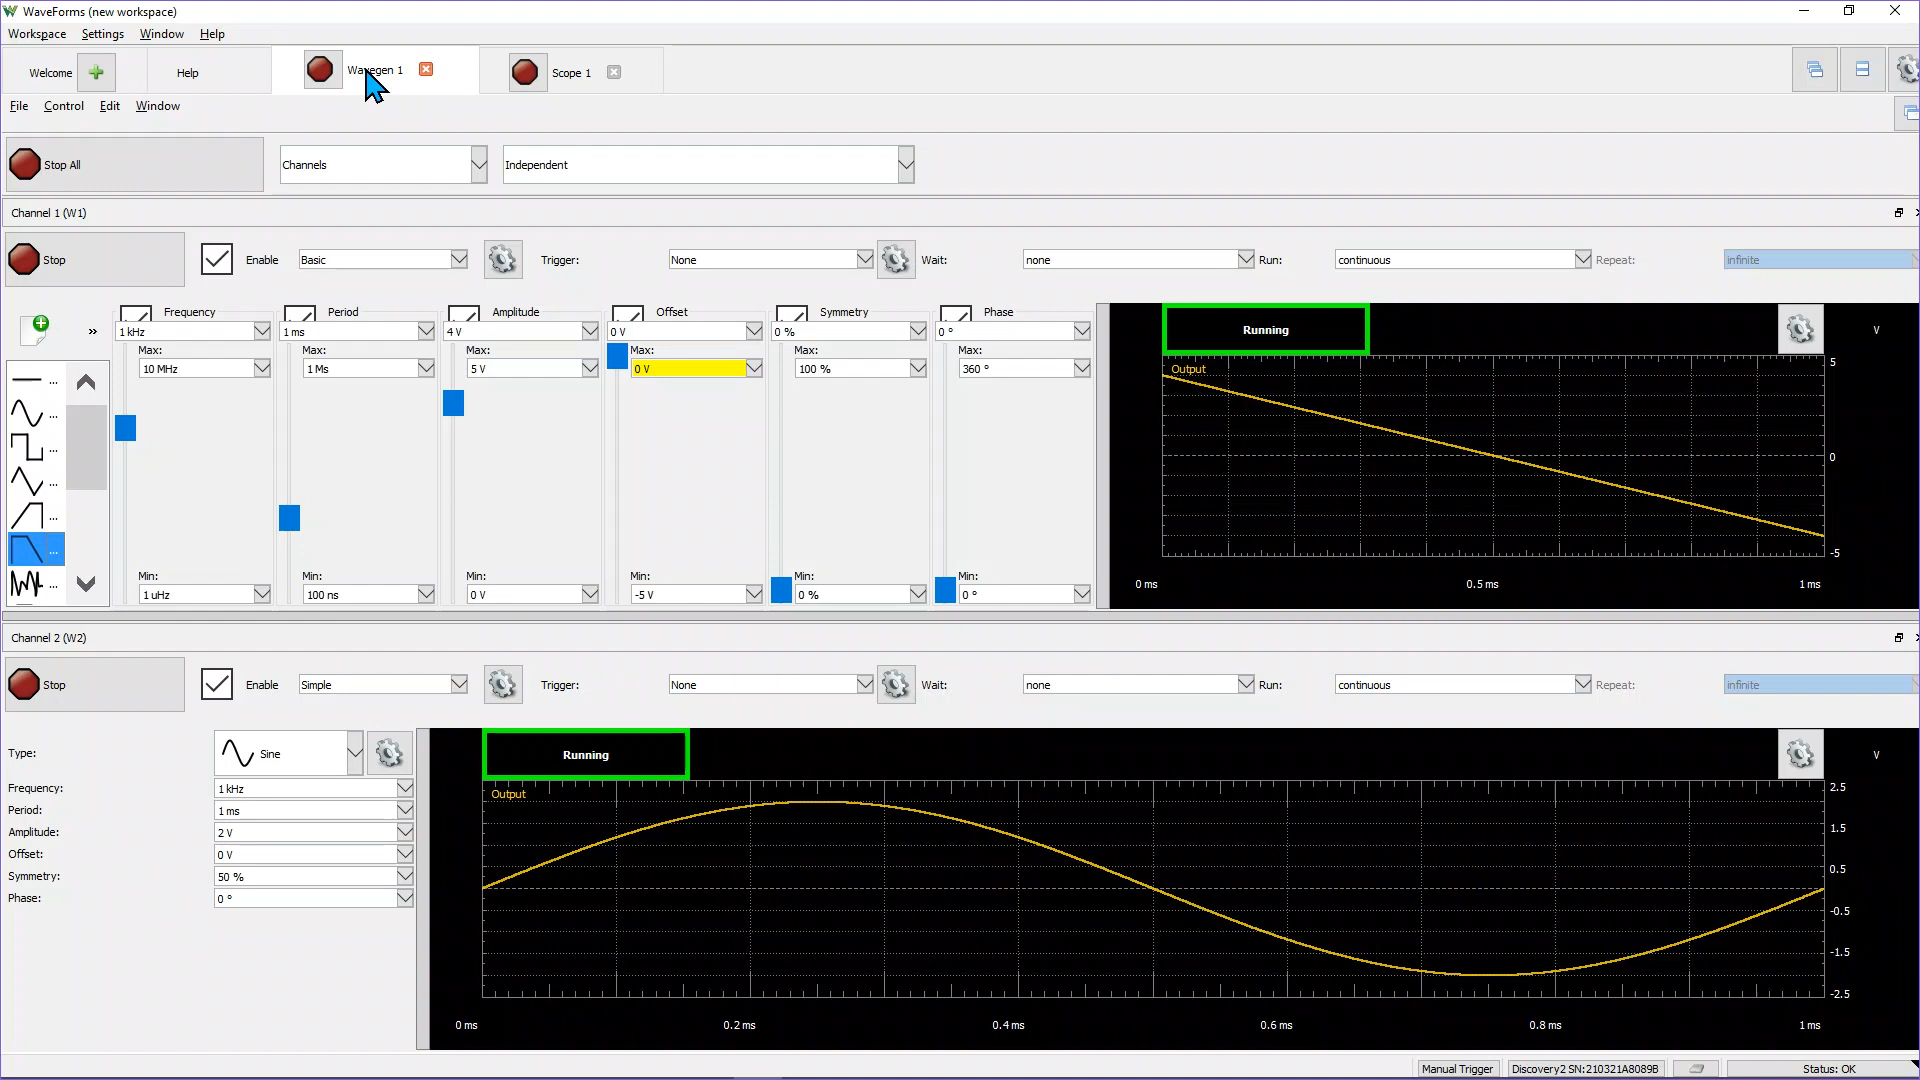 WaveForms (new workspace)
Workspace Settings Window Help
Welcome Help Wavegen 1 Scope 1
File Control Edit Window
Stop All Channels Independent
Channel 1 (W1)
Stop Enable Basic Trigger: None Wait: none Run: continuous Repeat: infinite
Frequency Period Amplitude Offset Symmetry Phase
1 kHz 1 ms 4 V 0 V 0 % 0 °
Max: Max: Max: Max: Max: Max:
10 MHz 1 Ms 5 V 0 V 100 % 360 °
Min: Min: Min: Min: Min: Min:
1 uHz 100 ns 0 V -5 V 0 % 0 °
Running V
Output 5
0
-5
0 ms 0.5 ms 1 ms
Channel 2 (W2)
Stop Enable Simple Trigger: None Wait: none Run: continuous Repeat: infinite
Type: Sine
Frequency: 1 kHz
Period: 1 ms
Amplitude: 2 V
Offset: 0 V
Symmetry: 50 %
Phase: 0 °
Running V
Output 2.5
1.5
0.5
-0.5
-1.5
-2.5
0 ms 0.2 ms 0.4 ms 0.6 ms 0.8 ms 1 ms
Manual Trigger Discovery2 SN:210321A8089B Status: OK